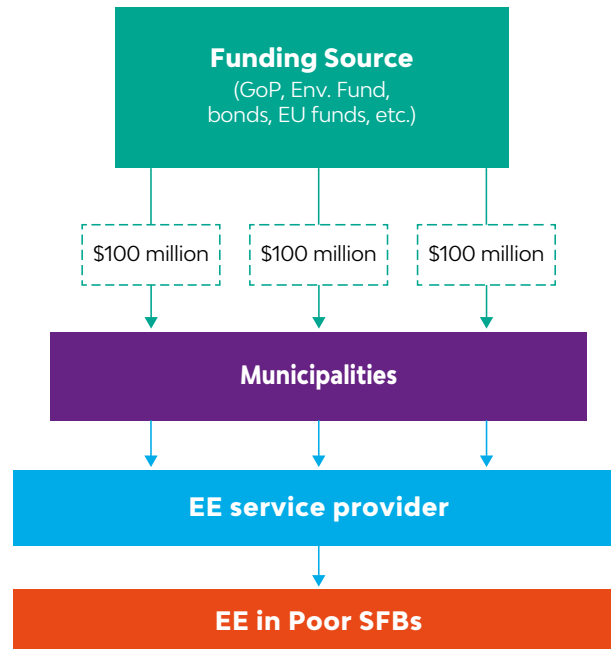 Funding Source
(GoP, Env. Fund,
bonds, EU funds, etc.)
$100 million
$100 million
$100 million
Municipalities
EE service provider
EE in Poor SFBs